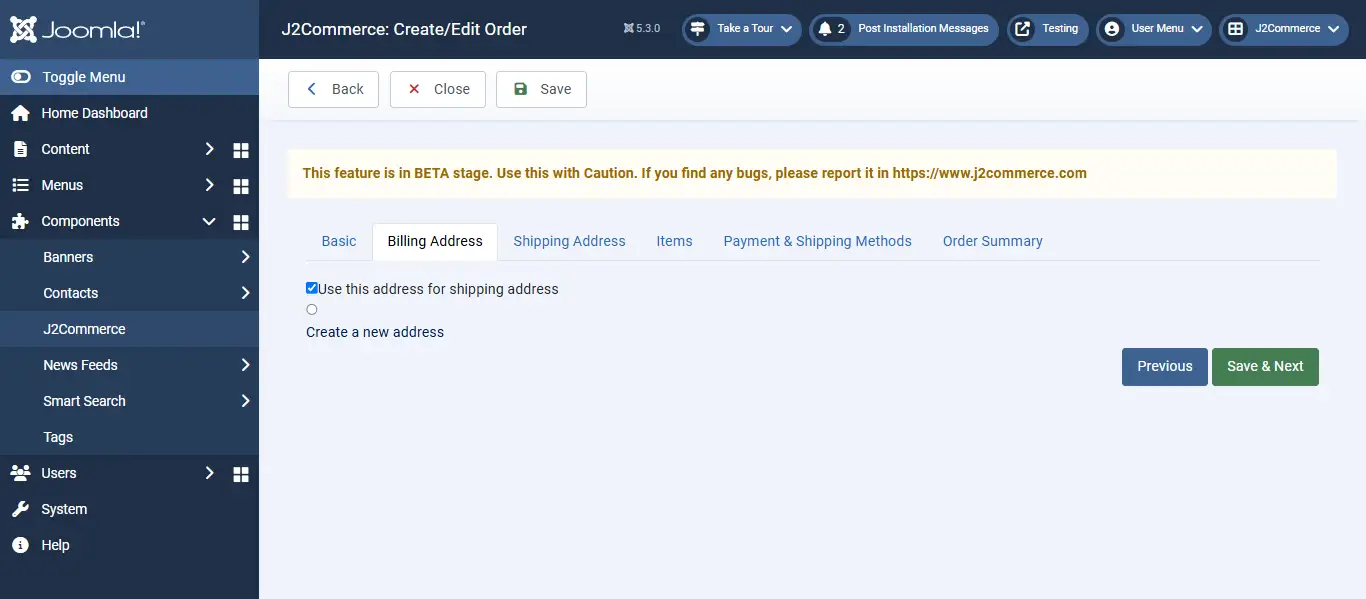 Joomla!
J2Commerce: Create/Edit Order
5.3.0
Take a Tour
2 Post Installation Messages
Testing
User Menu
J2Commerce
Toggle Menu
Home Dashboard
Content
Menus
Components
Banners
Contacts
J2Commerce
News Feeds
Smart Search
Tags
Users
System
Help
Back
Close
Save
This feature is in BETA stage. Use this with Caution. If you find any bugs, please report it in https://www.j2commerce.com
Basic
Billing Address
Shipping Address
Items
Payment & Shipping Methods
Order Summary
Use this address for shipping address
Create a new address
Previous
Save & Next